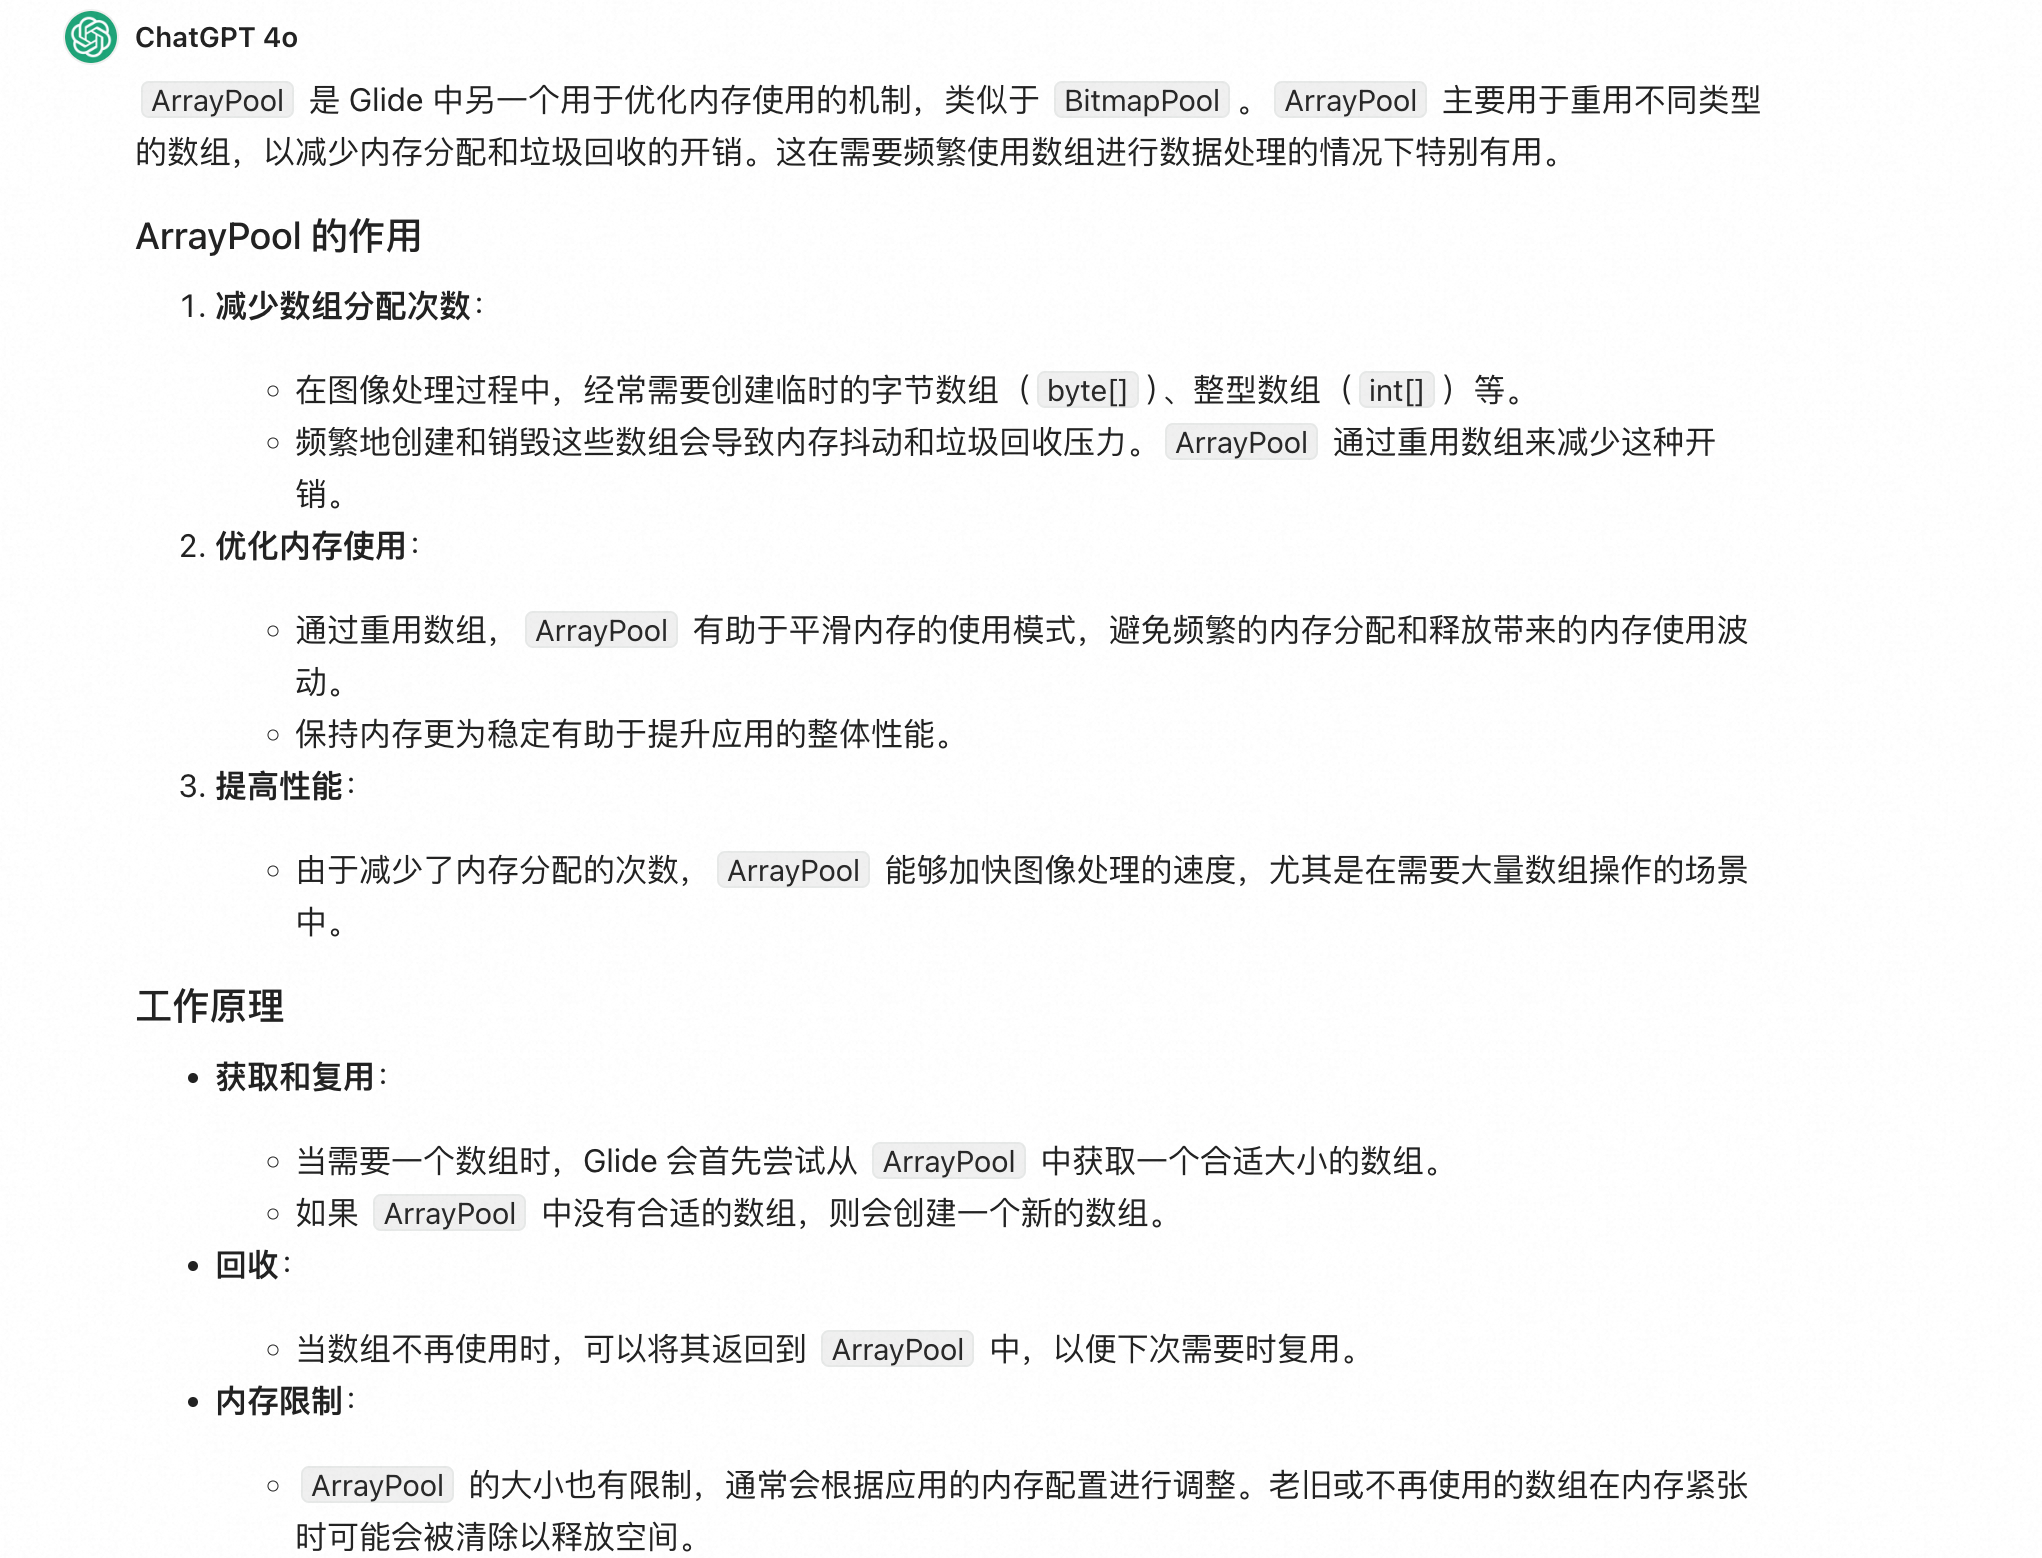 ChatGPT 4o
ArrayPool 是 Glide 中另一个用于优化内存使用的机制，类似于 BitmapPool 。 ArrayPool 主要用于重用不同类型
的数组，以减少内存分配和垃圾回收的开销。这在需要频繁使用数组进行数据处理的情况下特别有用。
ArrayPool 的作用
1. 减少数组分配次数：
○ 在图像处理过程中，经常需要创建临时的字节数组（ byte[] ）、整型数组（ int[] ）等。
○ 频繁地创建和销毁这些数组会导致内存抖动和垃圾回收压力。 ArrayPool 通过重用数组来减少这种开
销。
2. 优化内存使用：
○ 通过重用数组， ArrayPool 有助于平滑内存的使用模式，避免频繁的内存分配和释放带来的内存使用波
动。
○ 保持内存更为稳定有助于提升应用的整体性能。
3. 提高性能：
○ 由于减少了内存分配的次数， ArrayPool 能够加快图像处理的速度，尤其是在需要大量数组操作的场景
中。
工作原理
• 获取和复用：
○ 当需要一个数组时，Glide 会首先尝试从 ArrayPool 中获取一个合适大小的数组。
○ 如果 ArrayPool 中没有合适的数组，则会创建一个新的数组。
• 回收：
○ 当数组不再使用时，可以将其返回到 ArrayPool 中，以便下次需要时复用。
• 内存限制：
○ ArrayPool 的大小也有限制，通常会根据应用的内存配置进行调整。老旧或不再使用的数组在内存紧张
时可能会被清除以释放空间。